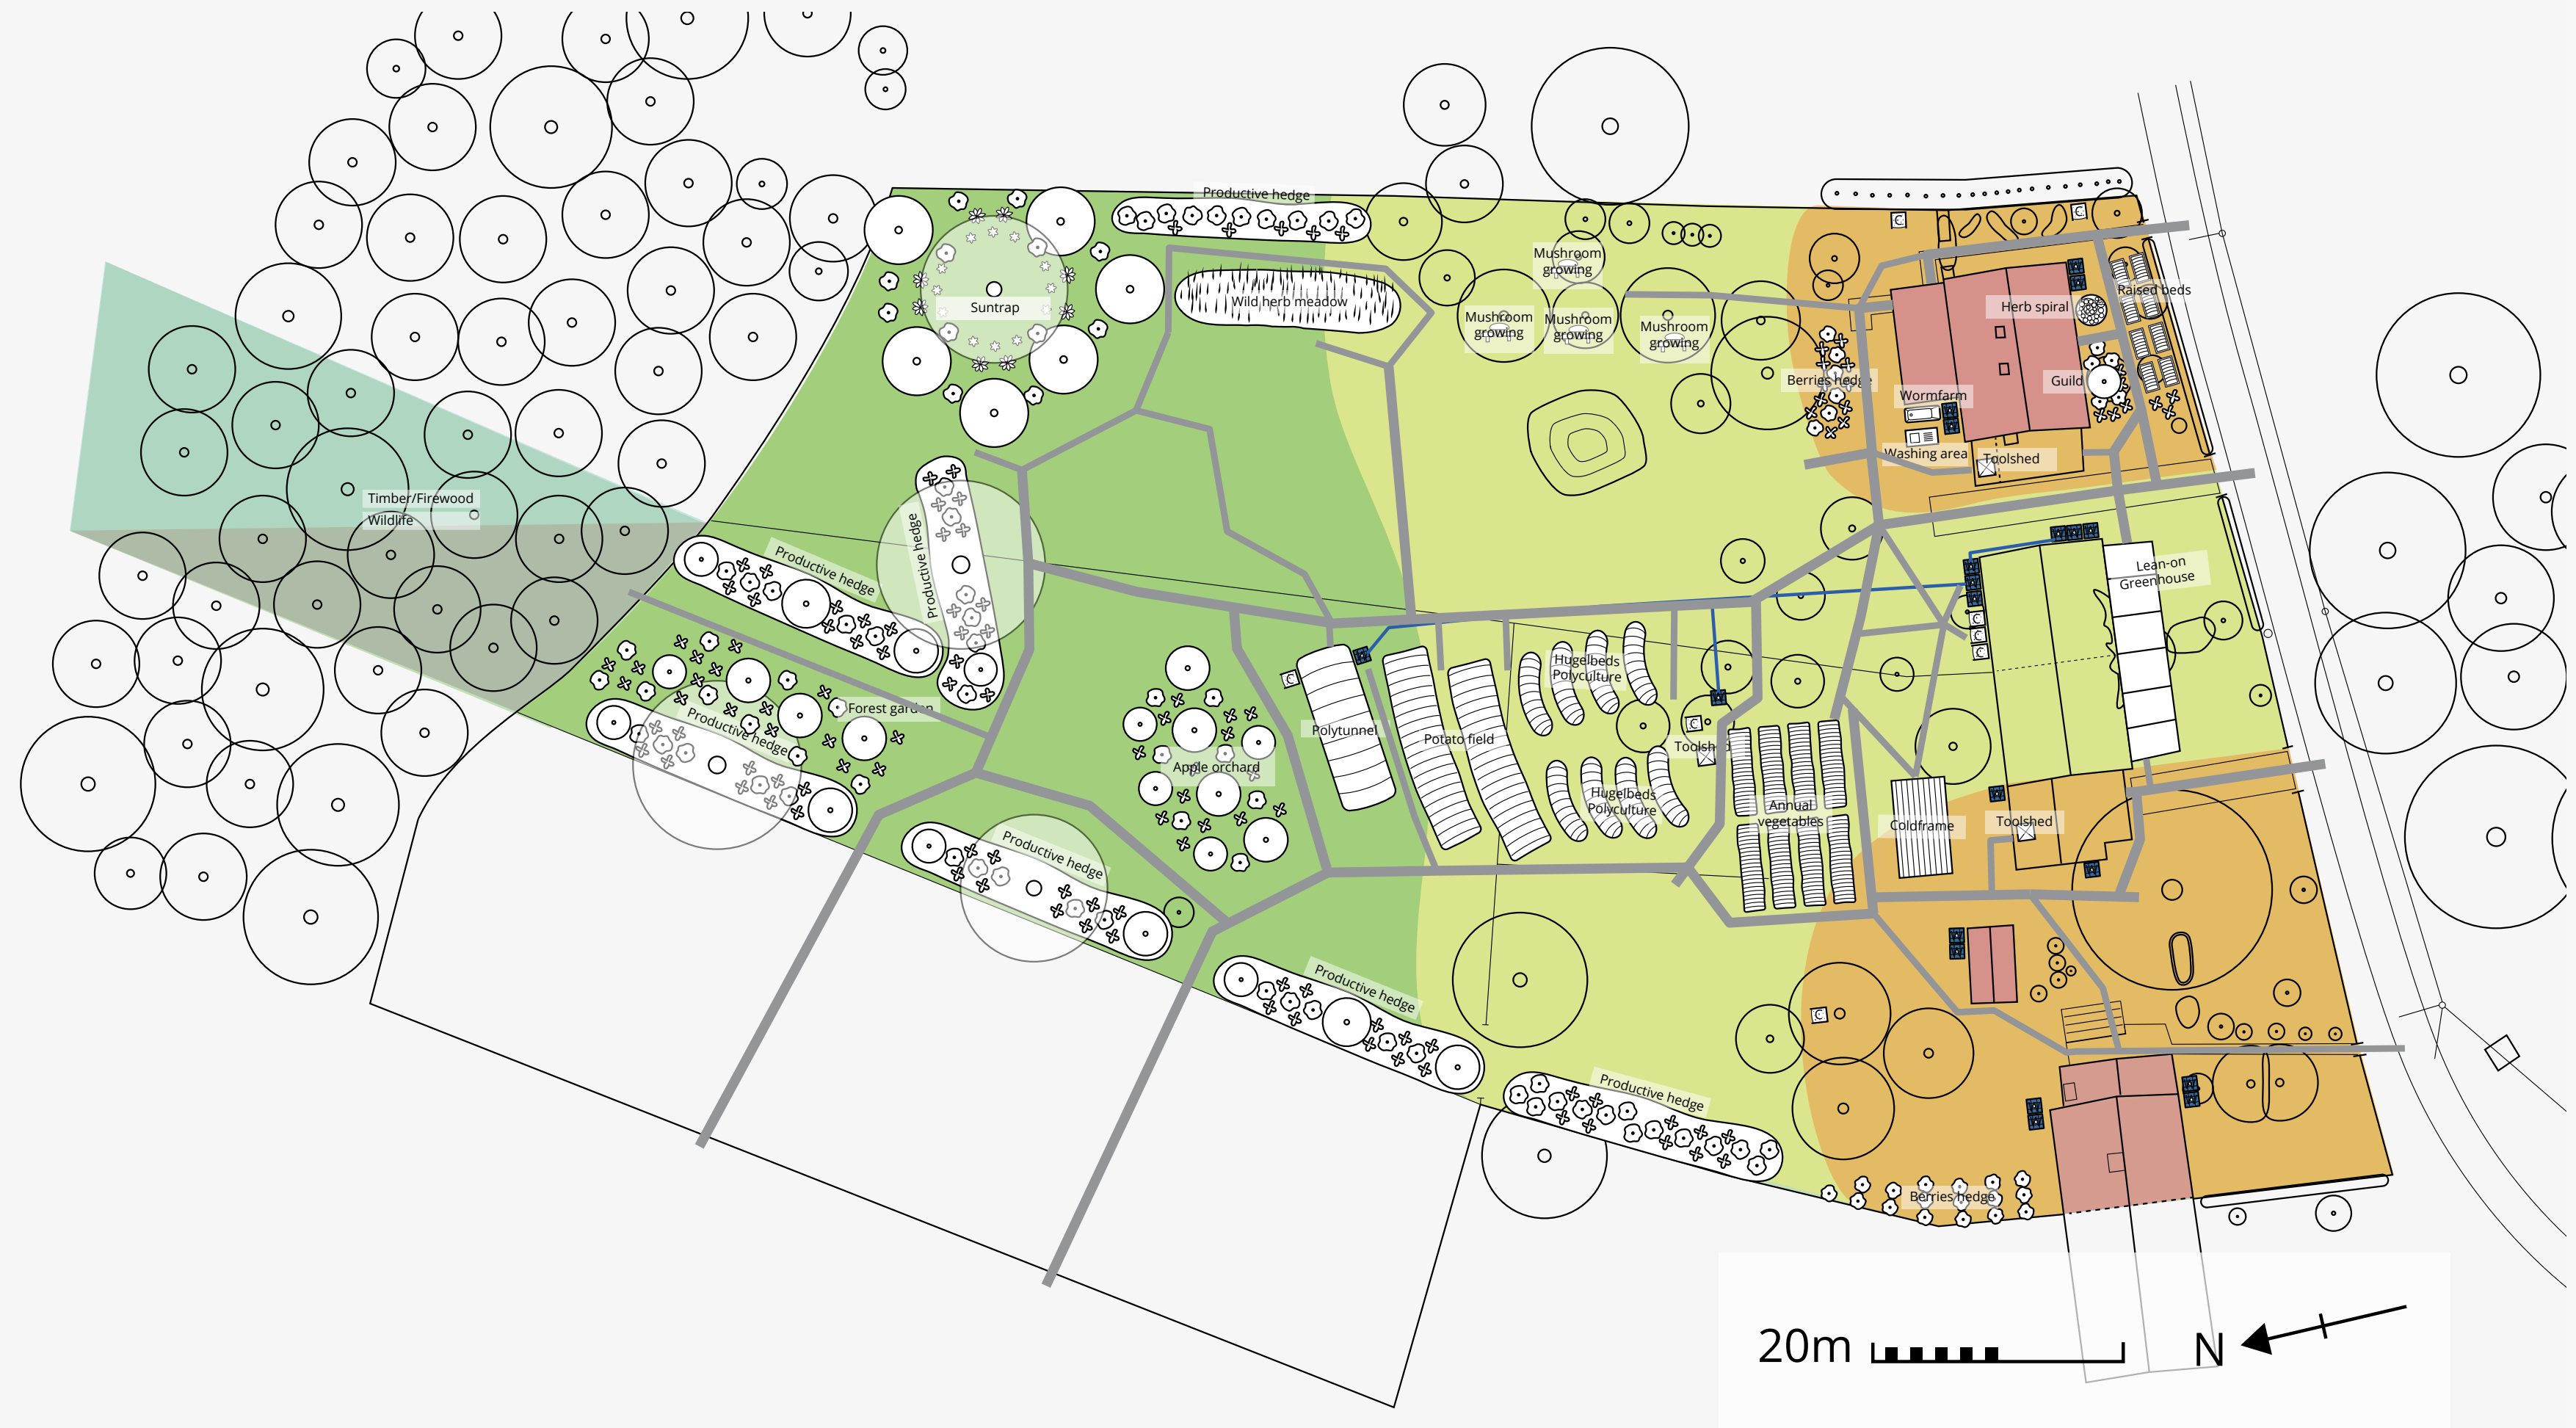 Productive hedge
Suntrap
Wild herb meadow
Mushroom
growing
Mushroom
growing
Mushroom
growing
Mushroom
growing
Berries hedge
Herb spiral
Raised beds
Guild
Wormfarm
Washing area
Toolshed
C
C
Timber/Firewood
Wildlife
Productive hedge
Productive hedge
Lean-on
Greenhouse
C
C
C
Forest garden
Productive hedge
Apple orchard
C
Polytunnel
Potato field
Hugelbeds
Polyculture
Hugelbeds
Polyculture
C
Toolshed
Annual
vegetables
Coldframe
Toolshed
Productive hedge
Productive hedge
C
Productive hedge
Berries hedge
20m
N